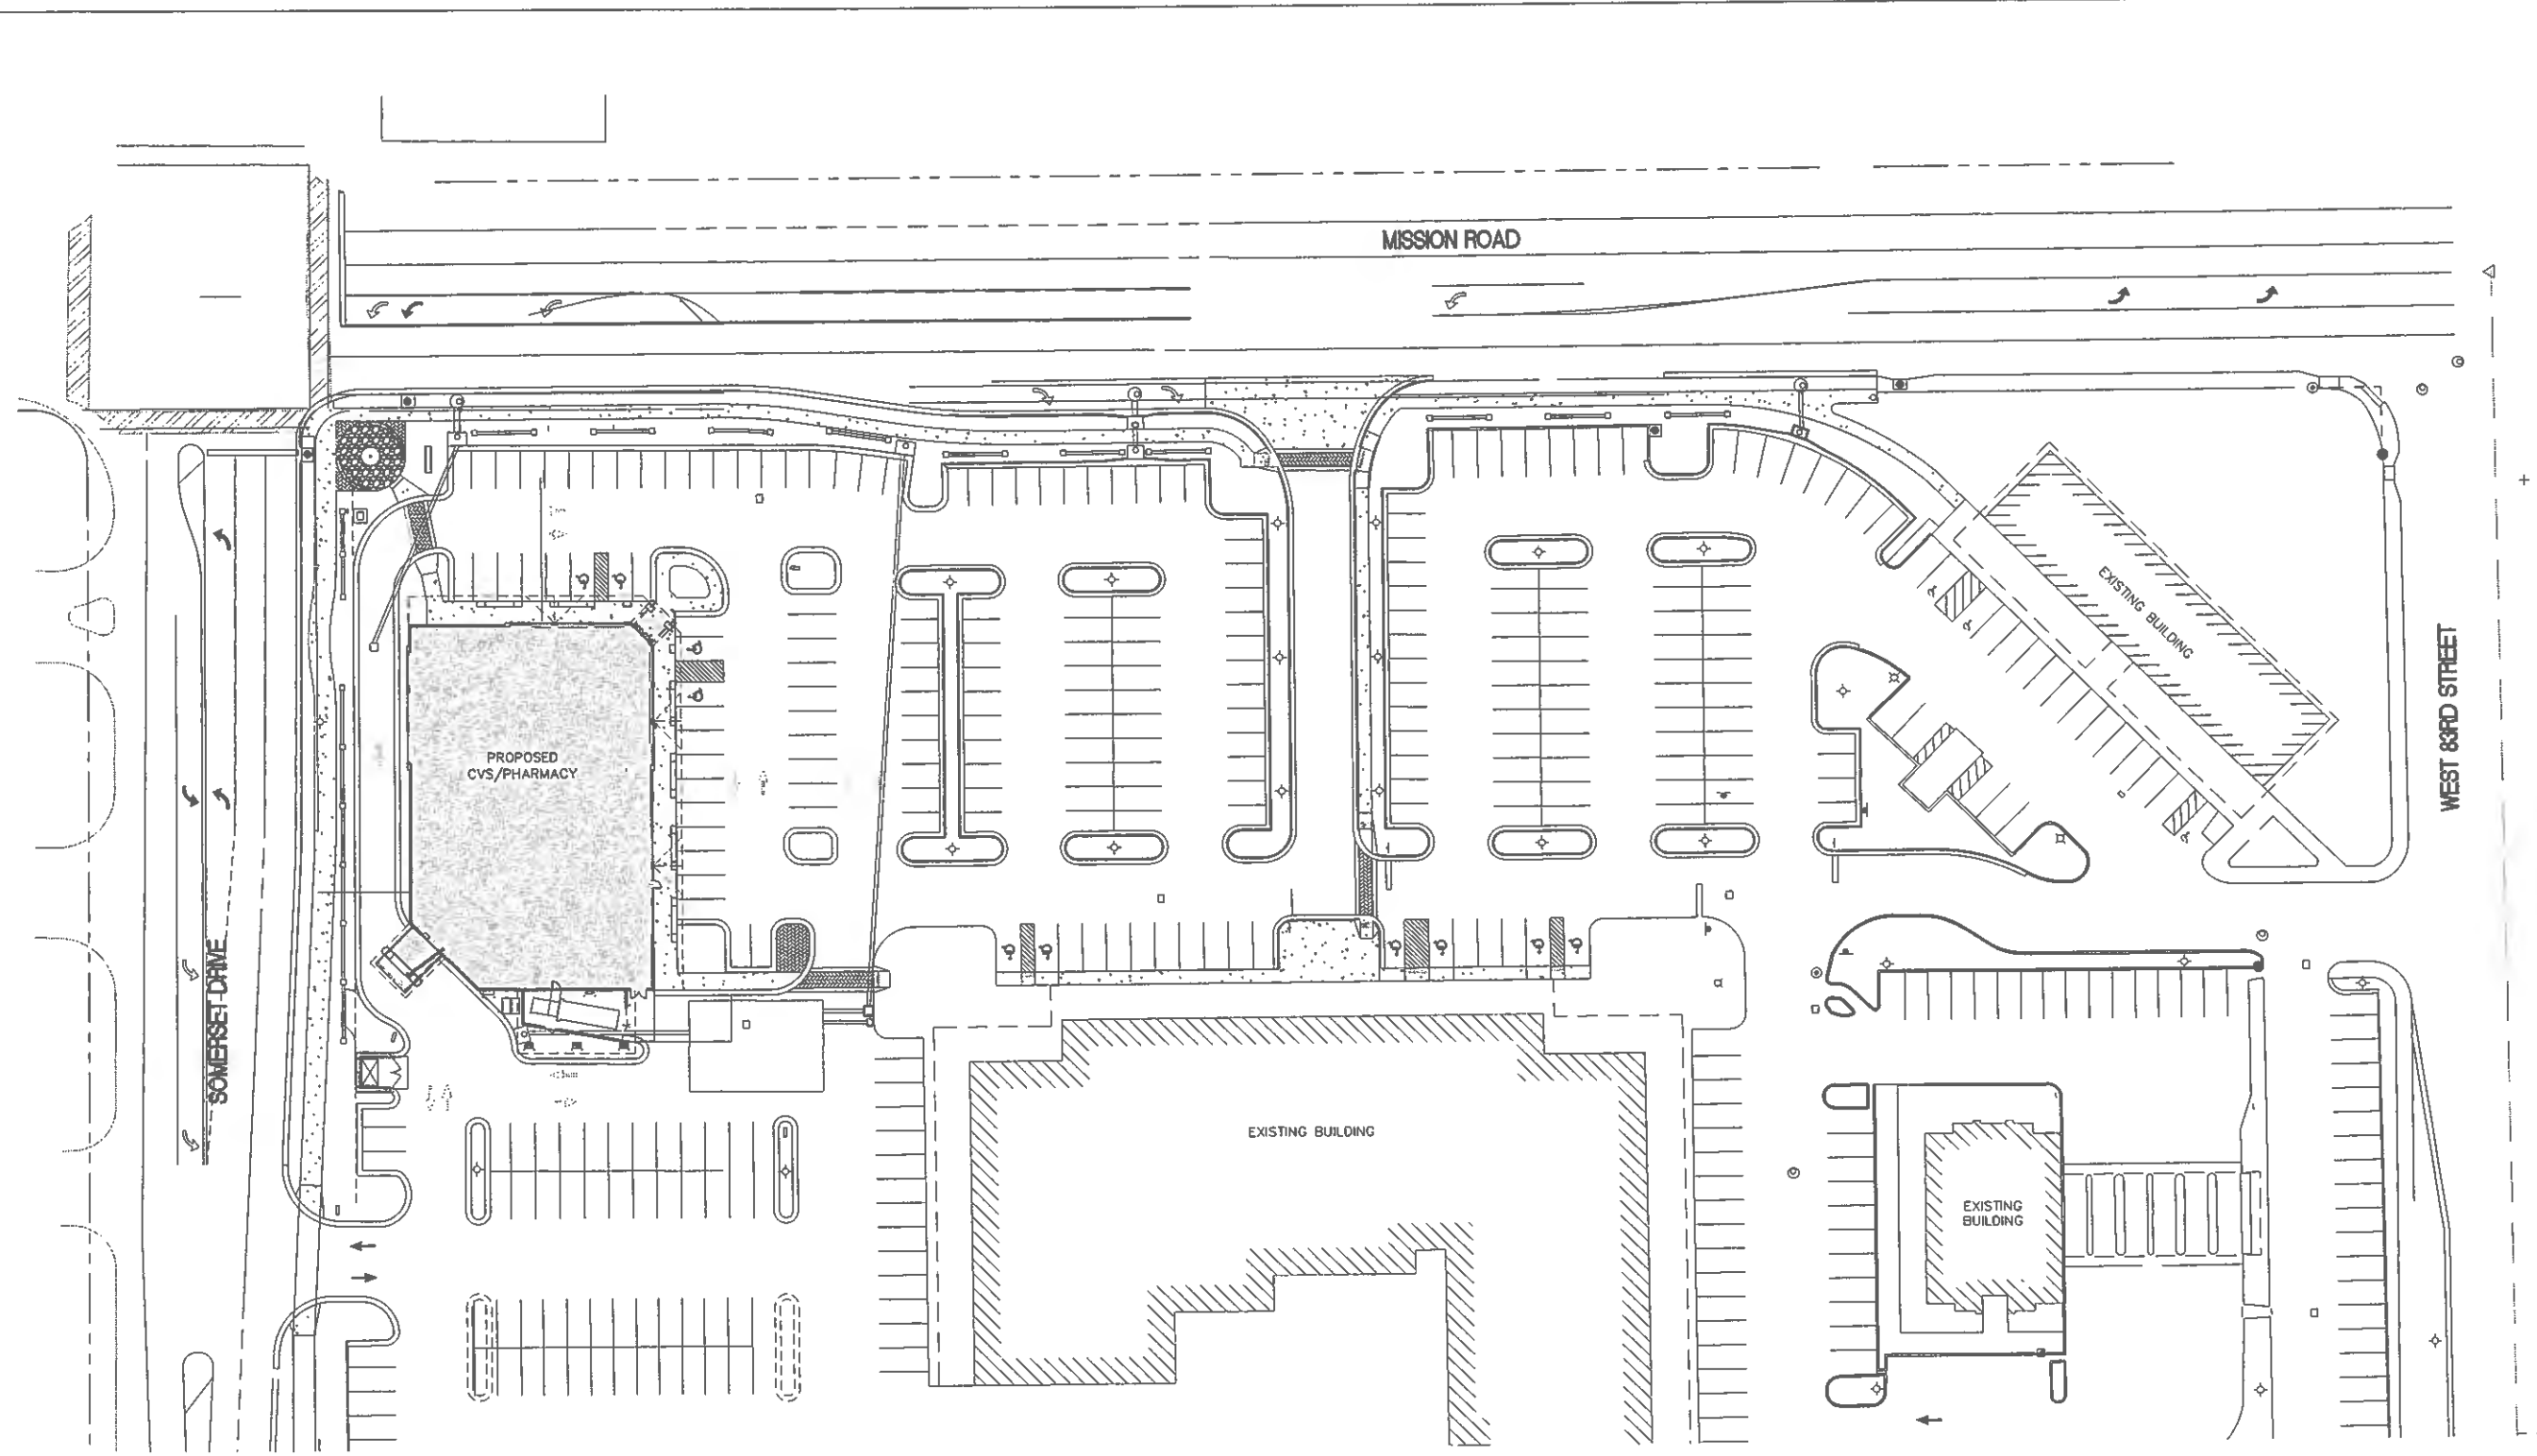 MISSION ROAD
EXISTING BUILDING
WEST 83RD STREET
PROPOSED
CVS/PHARMACY
SOMERSET DRIVE
EXISTING BUILDING
EXISTING
BUILDING